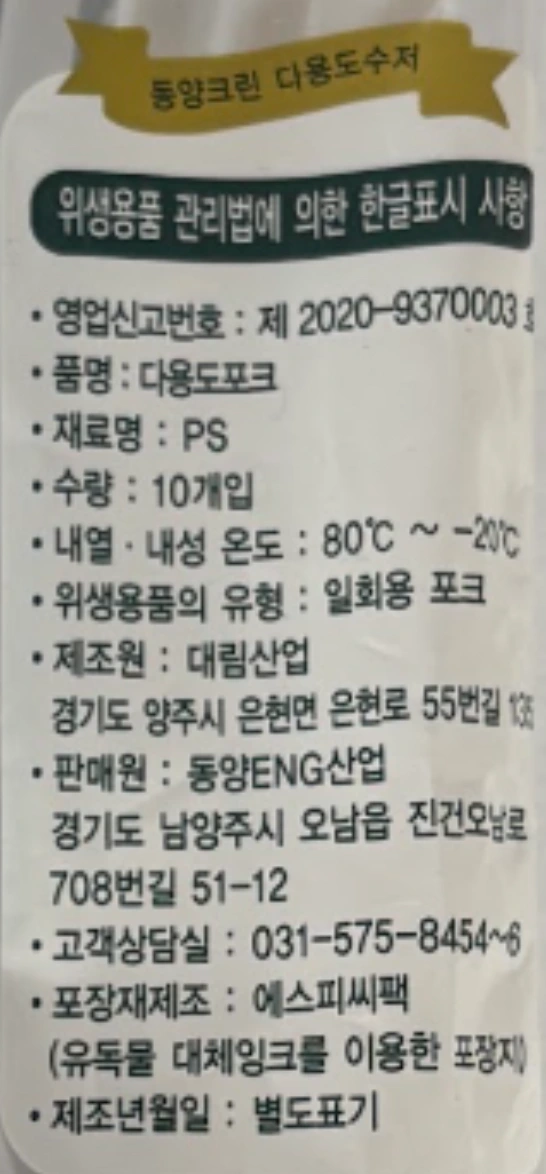 동양크린 다용도수저
위생용품 관리법에 의한 한글표시 사항
• 영업신고번호 : 제 2020-9370003
• 품명 : 다용도포크
• 재료명 : PS
• 수량 : 10개입
• 내열 · 내성 온도 : 80℃ ~ -20℃
• 위생용품의 유형 : 일회용 포크
• 제조원 : 대림산업
경기도 양주시 은현면 은현로 55번길
• 판매원 : 동양ENG산업
경기도 남양주시 오남읍 진건오남로
708번길 51-12
• 고객상담실 : 031-575-8454~6
• 포장재제조 : 에스피씨팩
(유독물 대체잉크를 이용한 포장지)
• 제조년월일 : 별도표기